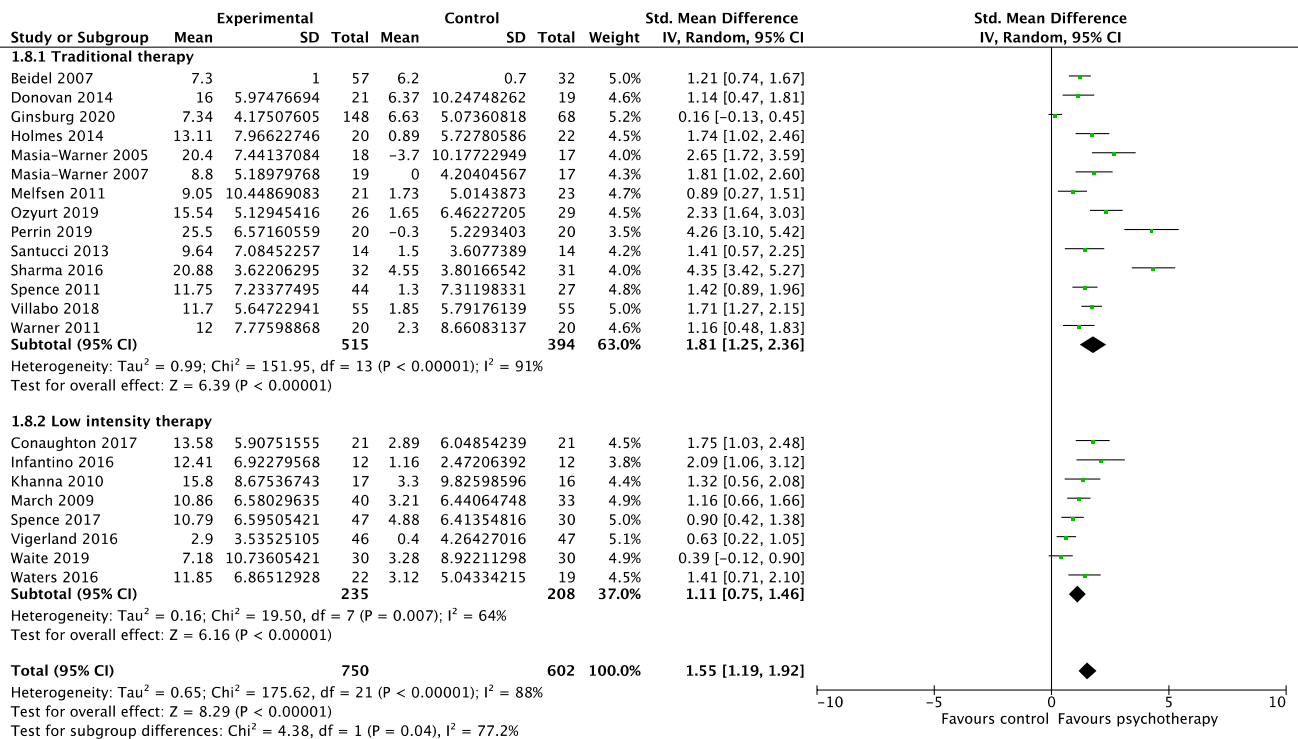 Experimental Control Std. Mean Difference Std. Mean Difference
Study or Subgroup Mean SD Total Mean SD Total Weight IV, Random, 95% CI IV, Random, 95% CI
1.8.1 Traditional therapy
Beidel 2007 7.3 1 57 6.2 0.7 32 5.0% 1.21 [0.74, 1.67]
Donovan 2014 16 5.97476694 21 6.37 10.24748262 19 4.6% 1.14 [0.47, 1.81]
Ginsburg 2020 7.34 4.17507605 148 6.63 5.07360818 68 5.2% 0.16 [−0.13, 0.45]
Holmes 2014 13.11 7.96622746 20 0.89 5.72780586 22 4.4% 1.74 [1.02, 2.46]
Masia−Warner 2005 20.4 7.44137084 18 −3.7 10.17722949 17 4.0% 2.65 [1.72, 3.59]
Masia−Warner 2007 8.8 5.18979768 19 0 4.20404567 17 4.3% 1.81 [1.02, 2.60]
Melfsen 2011 9.05 10.44869083 21 1.73 5.0143873 23 4.7% 0.89 [0.27, 1.51]
Ozyurt 2019 15.54 5.12945416 26 1.65 6.46227205 29 4.5% 2.33 [1.64, 3.03]
Perrin 2019 25.5 6.57160559 20 −0.3 5.2293403 20 3.5% 4.26 [3.10, 5.42]
Santucci 2013 9.64 7.08452257 14 1.5 3.6077389 14 4.2% 1.41 [0.57, 2.25]
Sharma 2016 20.88 3.62206295 32 4.55 3.80166542 31 4.0% 4.35 [3.42, 5.27]
Spence 2011 11.75 7.23377495 44 1.3 7.31198331 27 4.8% 1.42 [0.89, 1.96]
Villabo 2018 11.7 5.64722941 55 1.85 5.79176139 55 5.0% 1.71 [1.27, 2.15]
Warner 2011 12 7.77598868 20 2.3 8.66083137 20 4.6% 1.16 [0.48, 1.83]
Subtotal (95% CI) 515 394 63.0% 1.81 [1.25, 2.36]
Heterogeneity: Tau² = 0.99; Chi² = 151.95, df = 13 (P < 0.00001); I² = 91%
Test for overall effect: Z = 6.39 (P < 0.00001)
1.8.2 Low intensity therapy
Conaughton 2017 13.58 5.90751555 21 2.89 6.04854239 21 4.5% 1.75 [1.03, 2.48]
Infantino 2016 12.41 6.92279568 12 1.16 2.47206392 12 3.8% 2.09 [1.06, 3.12]
Khanna 2010 15.8 8.67536743 17 3.3 9.82598596 16 4.4% 1.32 [0.56, 2.08]
March 2009 10.86 6.58029635 40 3.21 6.44064748 33 4.9% 1.16 [0.66, 1.66]
Spence 2017 10.79 6.59505421 47 4.88 6.41354816 30 5.0% 0.90 [0.42, 1.38]
Vigerland 2016 2.9 3.53525105 46 0.4 4.26427016 47 5.1% 0.63 [0.22, 1.05]
Waite 2019 7.18 10.73605421 30 3.28 8.92211298 30 4.9% 0.39 [−0.12, 0.90]
Waters 2016 11.85 6.86512928 22 3.12 5.04334215 19 4.5% 1.41 [0.71, 2.10]
Subtotal (95% CI) 235 208 37.0% 1.11 [0.75, 1.46]
Heterogeneity: Tau² = 0.16; Chi² = 19.50, df = 7 (P = 0.007); I² = 64%
Test for overall effect: Z = 6.16 (P < 0.00001)
Total (95% CI) 750 602 100.0% 1.55 [1.19, 1.92]
Heterogeneity: Tau² = 0.65; Chi² = 175.62, df = 21 (P < 0.00001); I² = 88%
Test for overall effect: Z = 8.29 (P < 0.00001)
Test for subgroup differences: Chi² = 4.38, df = 1 (P = 0.04), I² = 77.2%
−10 −5 0 5 10
Favours control Favours psychotherapy